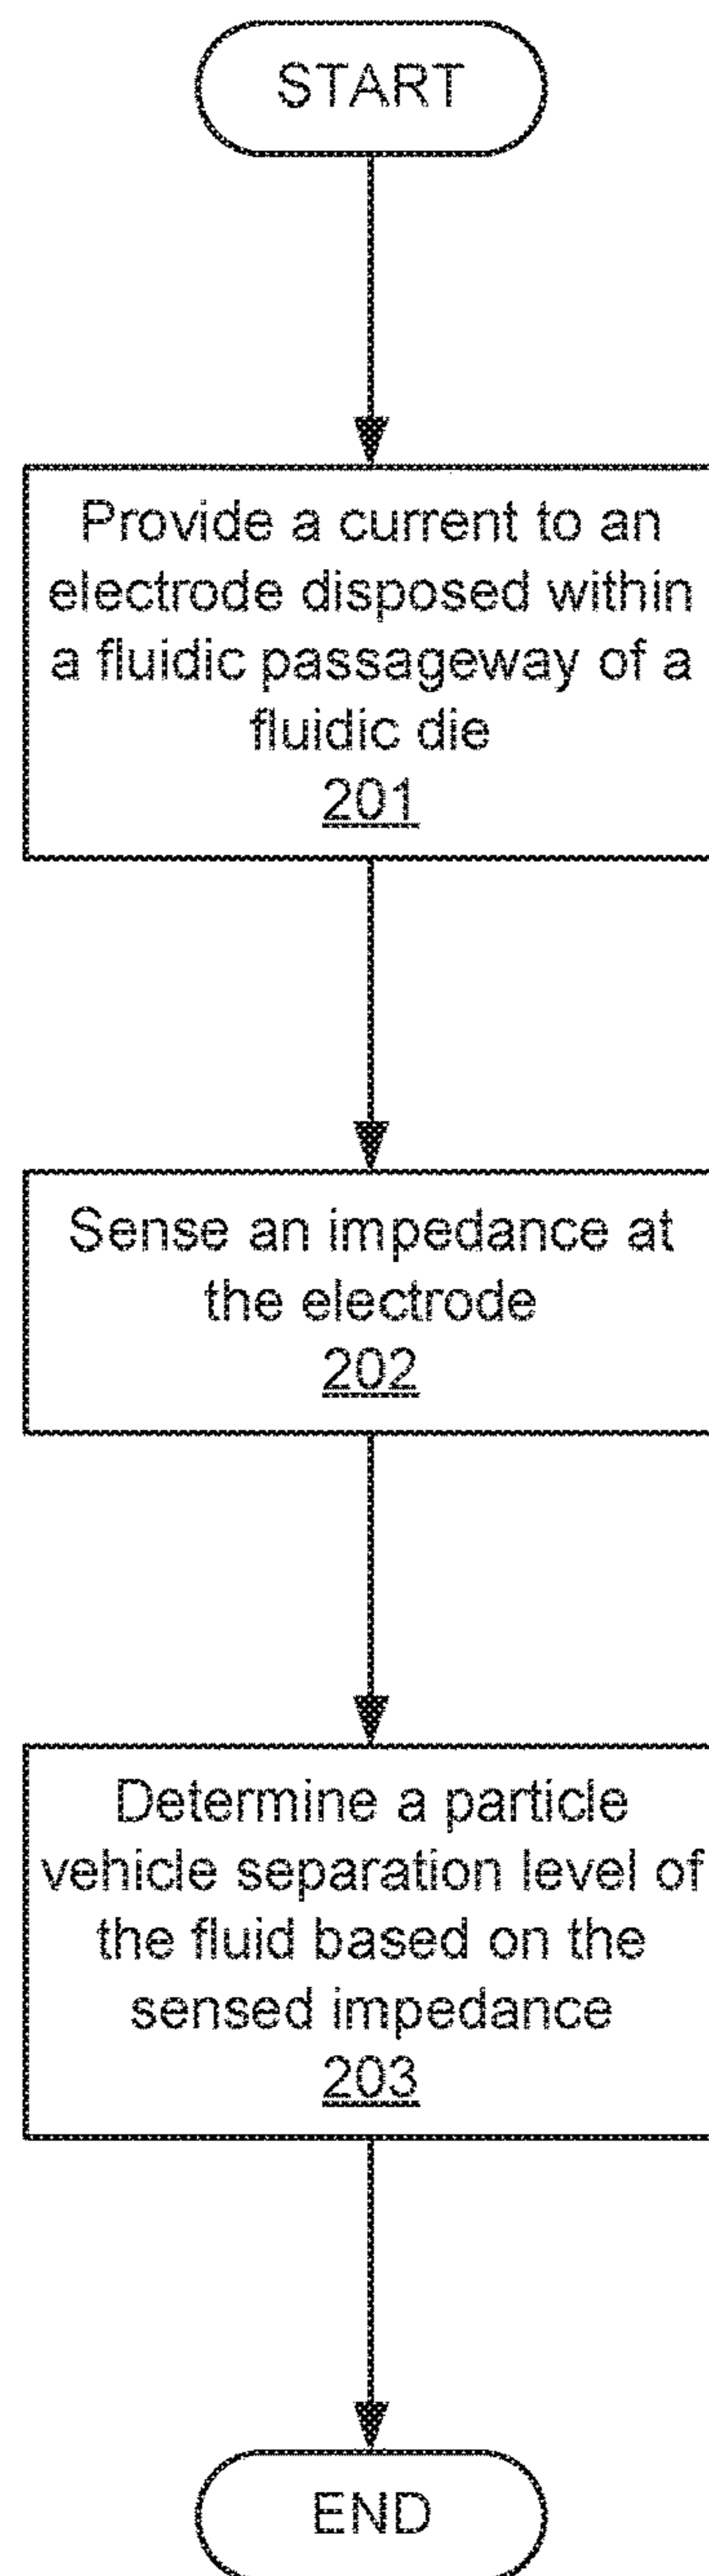 START
Provide a current to an
electrode disposed within
a fluidic passageway of a
fluidic die
201
Sense an impedance at
the electrode
202
Determine a particle
vehicle separation level of
the fluid based on the
sensed impedance
203
END